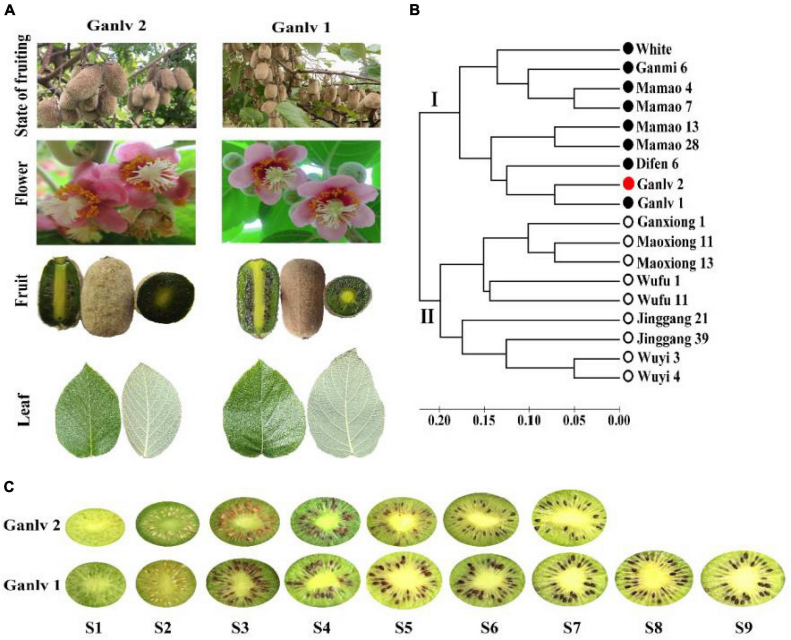 A
Ganlv 2
Ganlv 1
State of fruiting
Flower
Fruit
Leaf
B
I
II
White
Ganmi 6
Mamao 4
Mamao 7
Mamao 13
Mamao 28
Difen 6
Ganlv 2
Ganlv 1
Ganxiong 1
Maoxiong 11
Maoxiong 13
Wufu 1
Wufu 11
Jinggang 21
Jinggang 39
Wuyi 3
Wuyi 4
0.20 0.15 0.10 0.05 0.00
C
Ganlv 2
Ganlv 1
S1 S2 S3 S4 S5 S6 S7 S8 S9